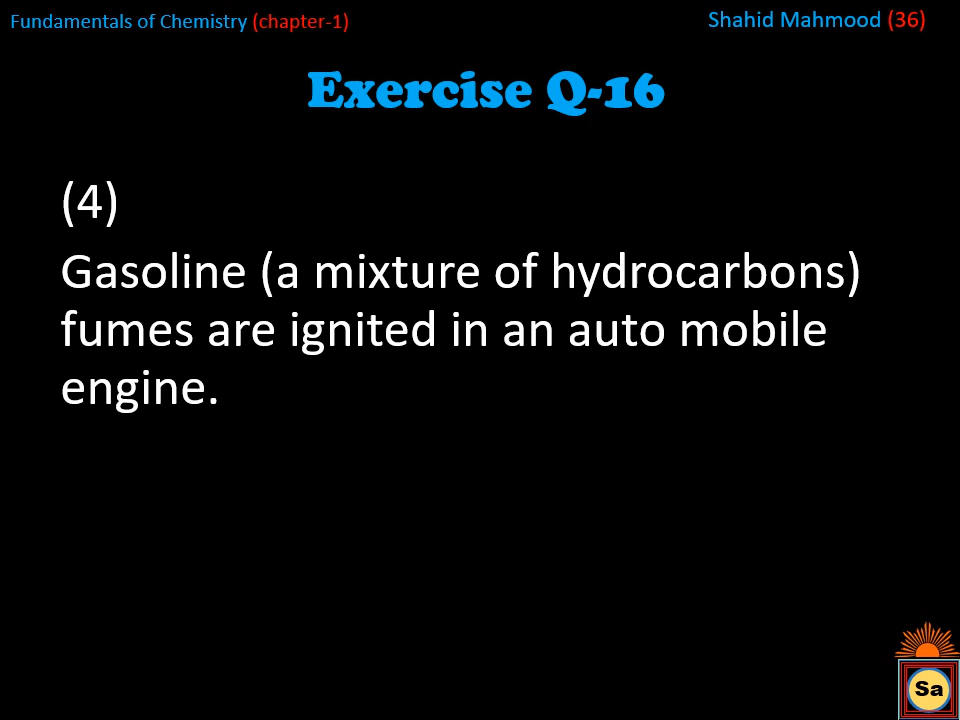 Fundamentals of Chemistry (chapter-1)
Shahid Mahmood (36)
Exercise Q-16
(4)
Gasoline (a mixture of hydrocarbons)
fumes are ignited in an auto mobile
engine.
Sa